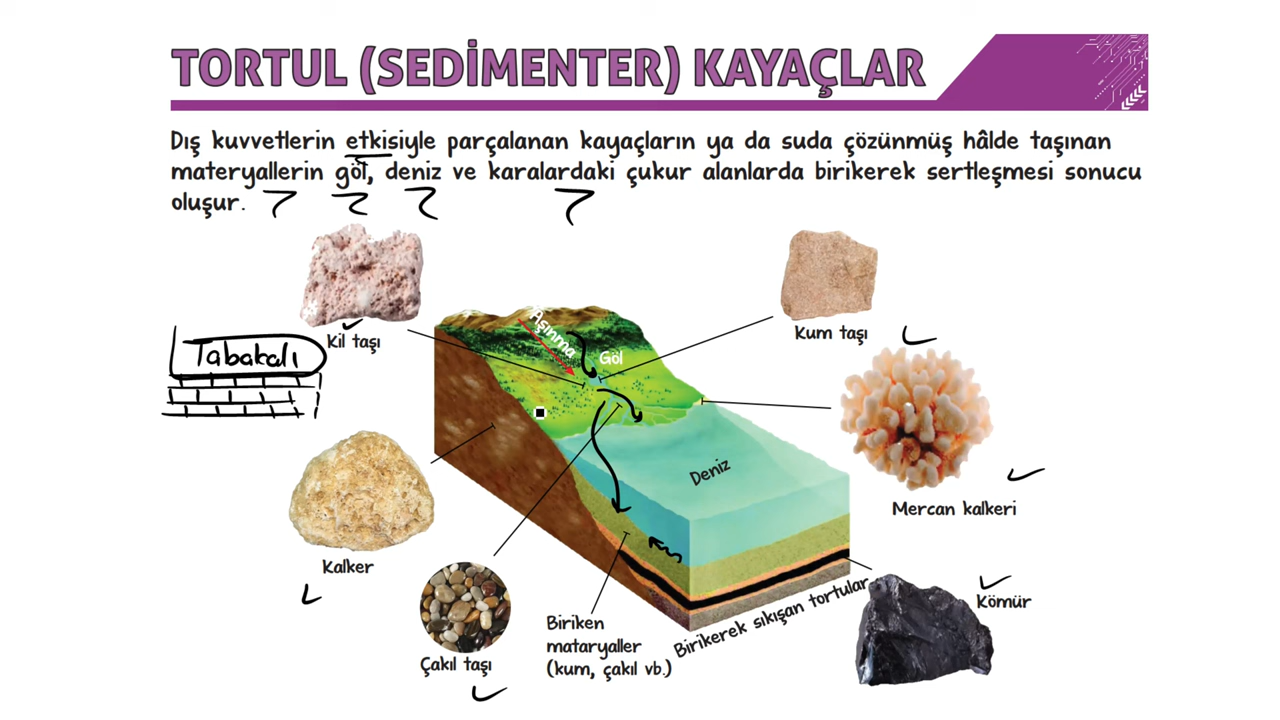 TORTUL (SEDİMENTER) KAYAÇLAR
Dış kuvvetlerin etkisiyle parçalanan kayaçların ya da suda çözünmüş hâlde taşınan
materyallerin göl, deniz ve karalardaki çukur alanlarda birikerek sertleşmesi sonucu
oluşur.
Kil taşı
Kum taşı
Tabakalı
Aşınma
Göl
Deniz
Mercan kalkeri
Kalker
Kömür
Çakıl taşı
Biriken
mataryaller
(kum, çakıl vb.)
Birikerek sıkışan tortular